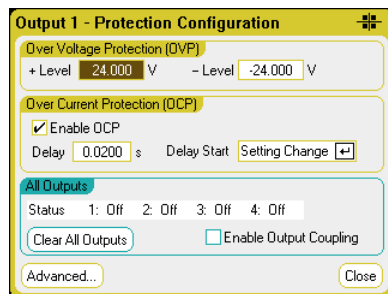 Output 1 - Protection Configuration
Over Voltage Protection (OVP)
+ Level 24.000 V - Level -24.000 V
Over Current Protection (OCP)
Enable OCP
Delay 0.0200 s Delay Start Setting Change
All Outputs
Status 1: Off 2: Off 3: Off 4: Off
Clear All Outputs Enable Output Coupling
Advanced... Close